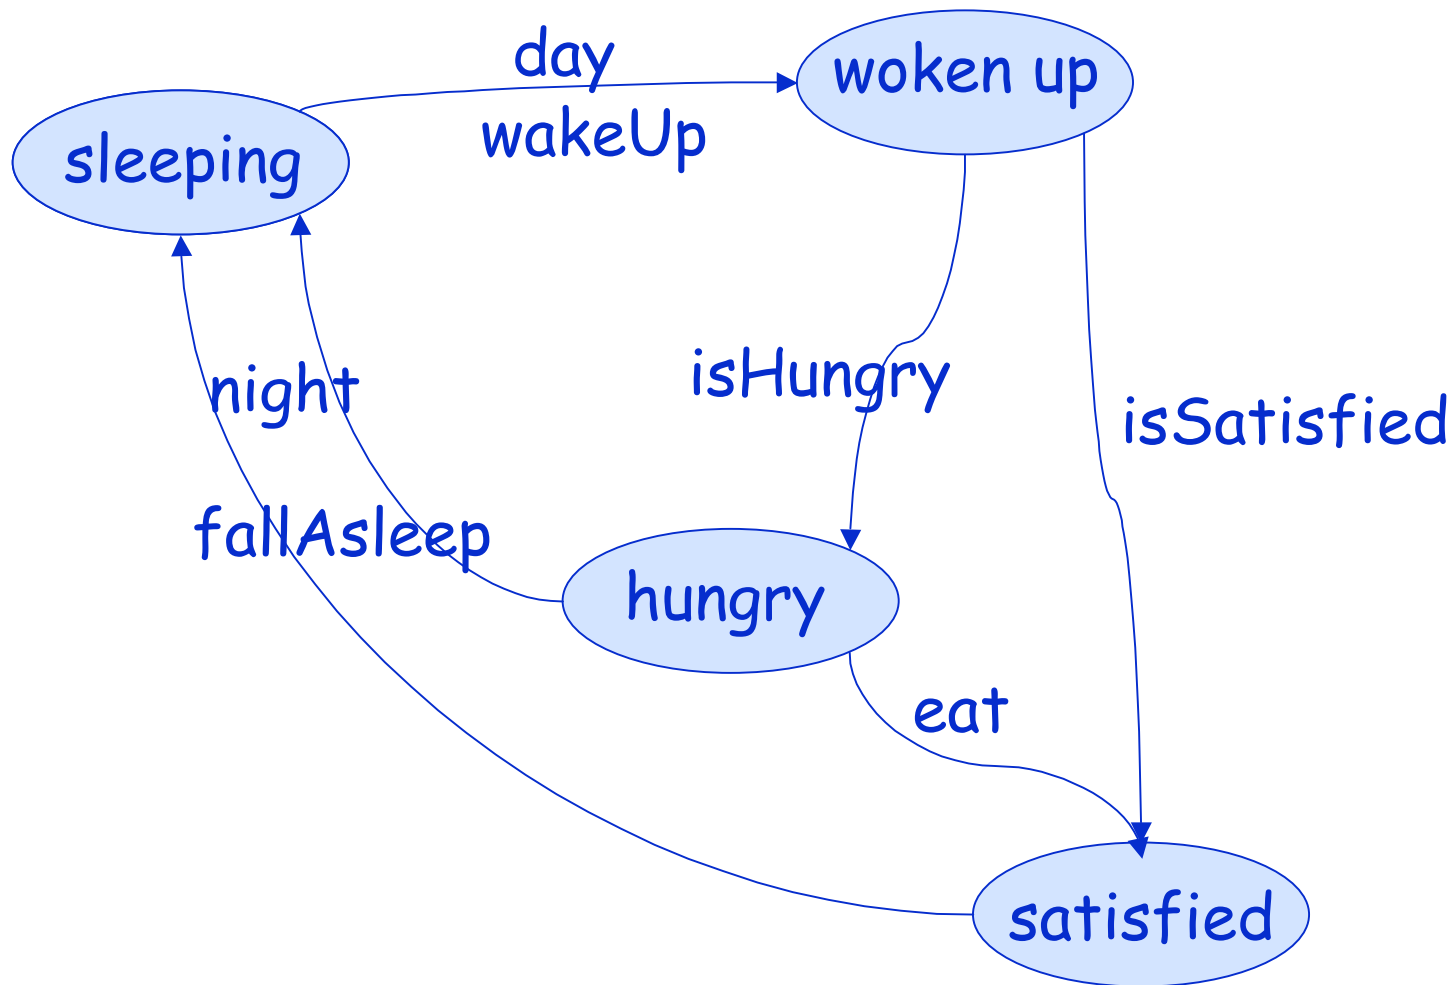 day
woken up
wakeUp
sleeping
isHungry
night
isSatisfied
fallAsleep
hungry
eat
satisfied